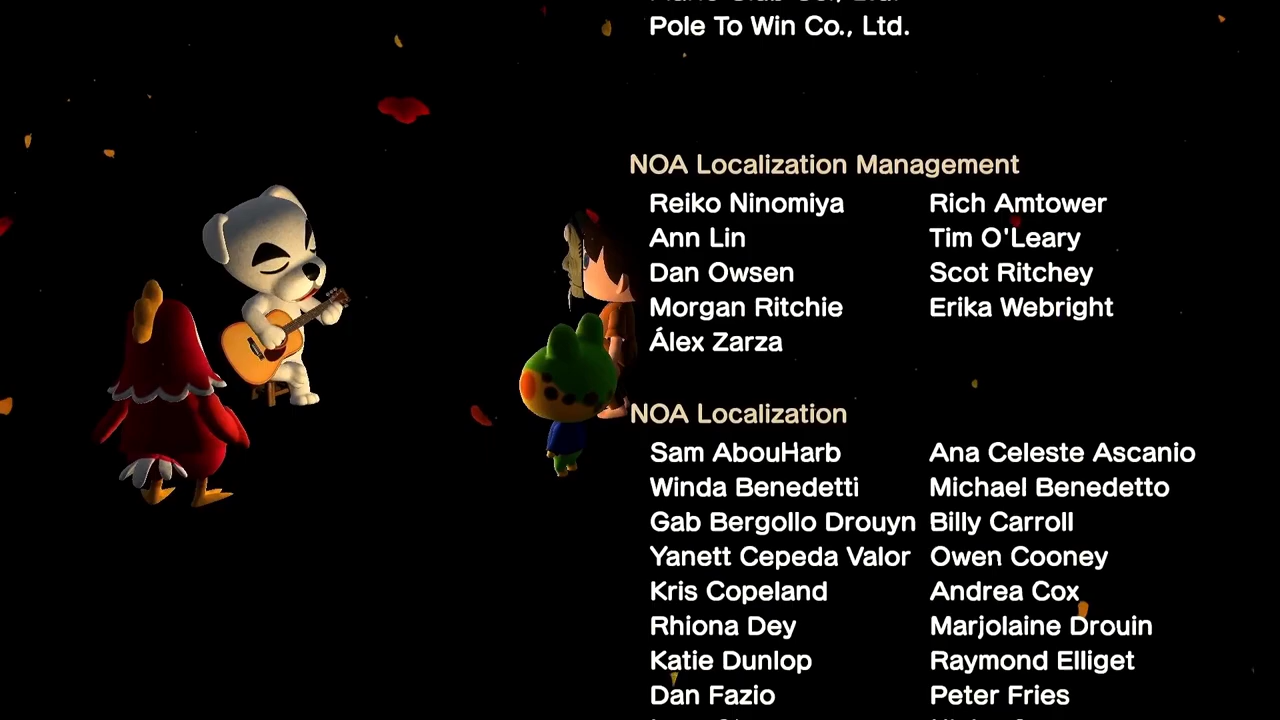 Pole To Win Co., Ltd.
NOA Localization Management
Reiko Ninomiya Rich Amtower
Ann Lin Tim O'Leary
Dan Owsen Scot Ritchey
Morgan Ritchie Erika Webright
Álex Zarza
NOA Localization
Sam AbouHarb Ana Celeste Ascanio
Winda Benedetti Michael Benedetto
Gab Bergollo Drouyn Billy Carroll
Yanett Cepeda Valor Owen Cooney
Kris Copeland Andrea Cox
Rhiona Dey Marjolaine Drouin
Katie Dunlop Raymond Elliget
Dan Fazio Peter Fries